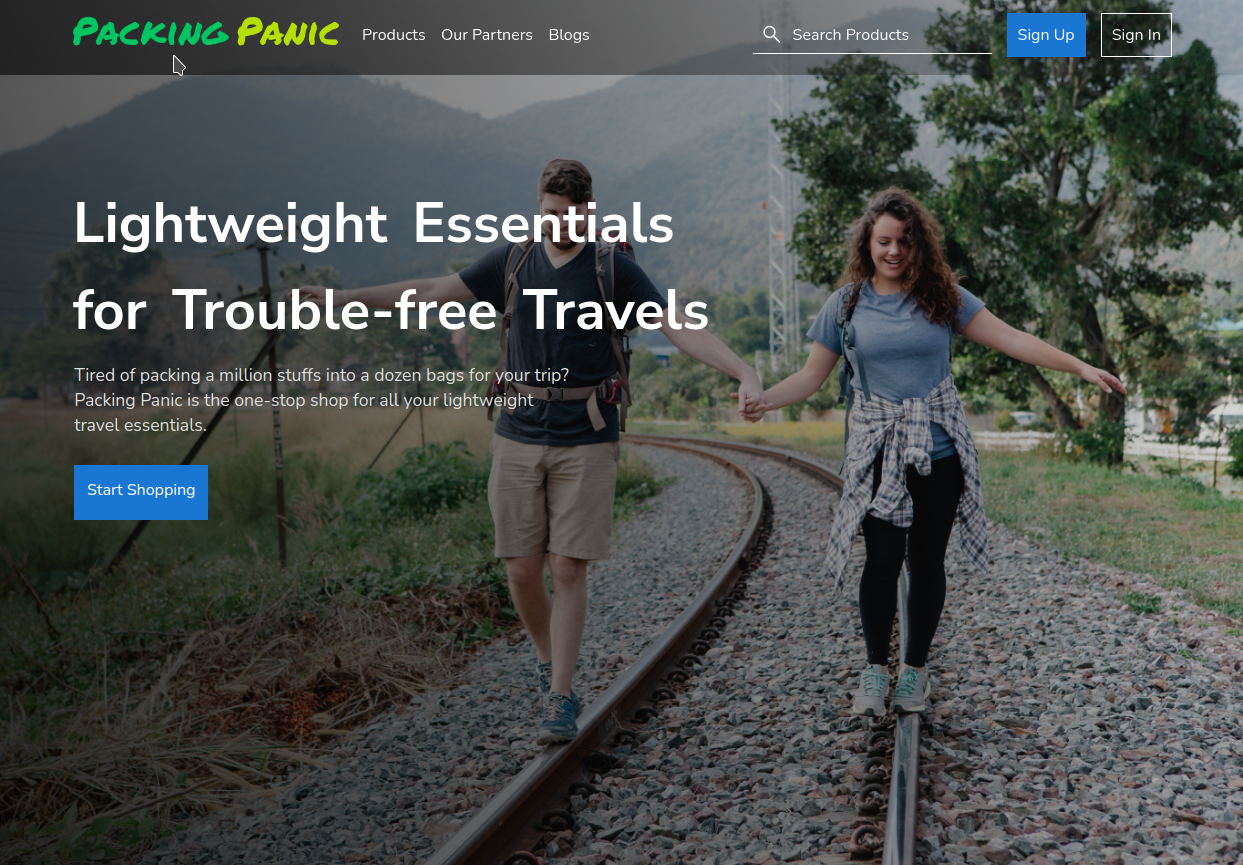 Packing Panic
Products
Our Partners
Blogs
Search Products
Sign Up
Sign In
Lightweight Essentials
for Trouble-free Travels
Tired of packing a million stuffs into a dozen bags for your trip?
Packing Panic is the one-stop shop for all your lightweight
travel essentials.
Start Shopping